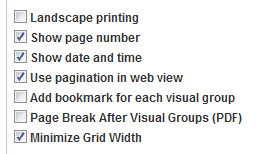 Landscape printing
Show page number
Show date and time
Use pagination in web view
Add bookmark for each visual group
Page Break After Visual Groups (PDF)
Minimize Grid Width